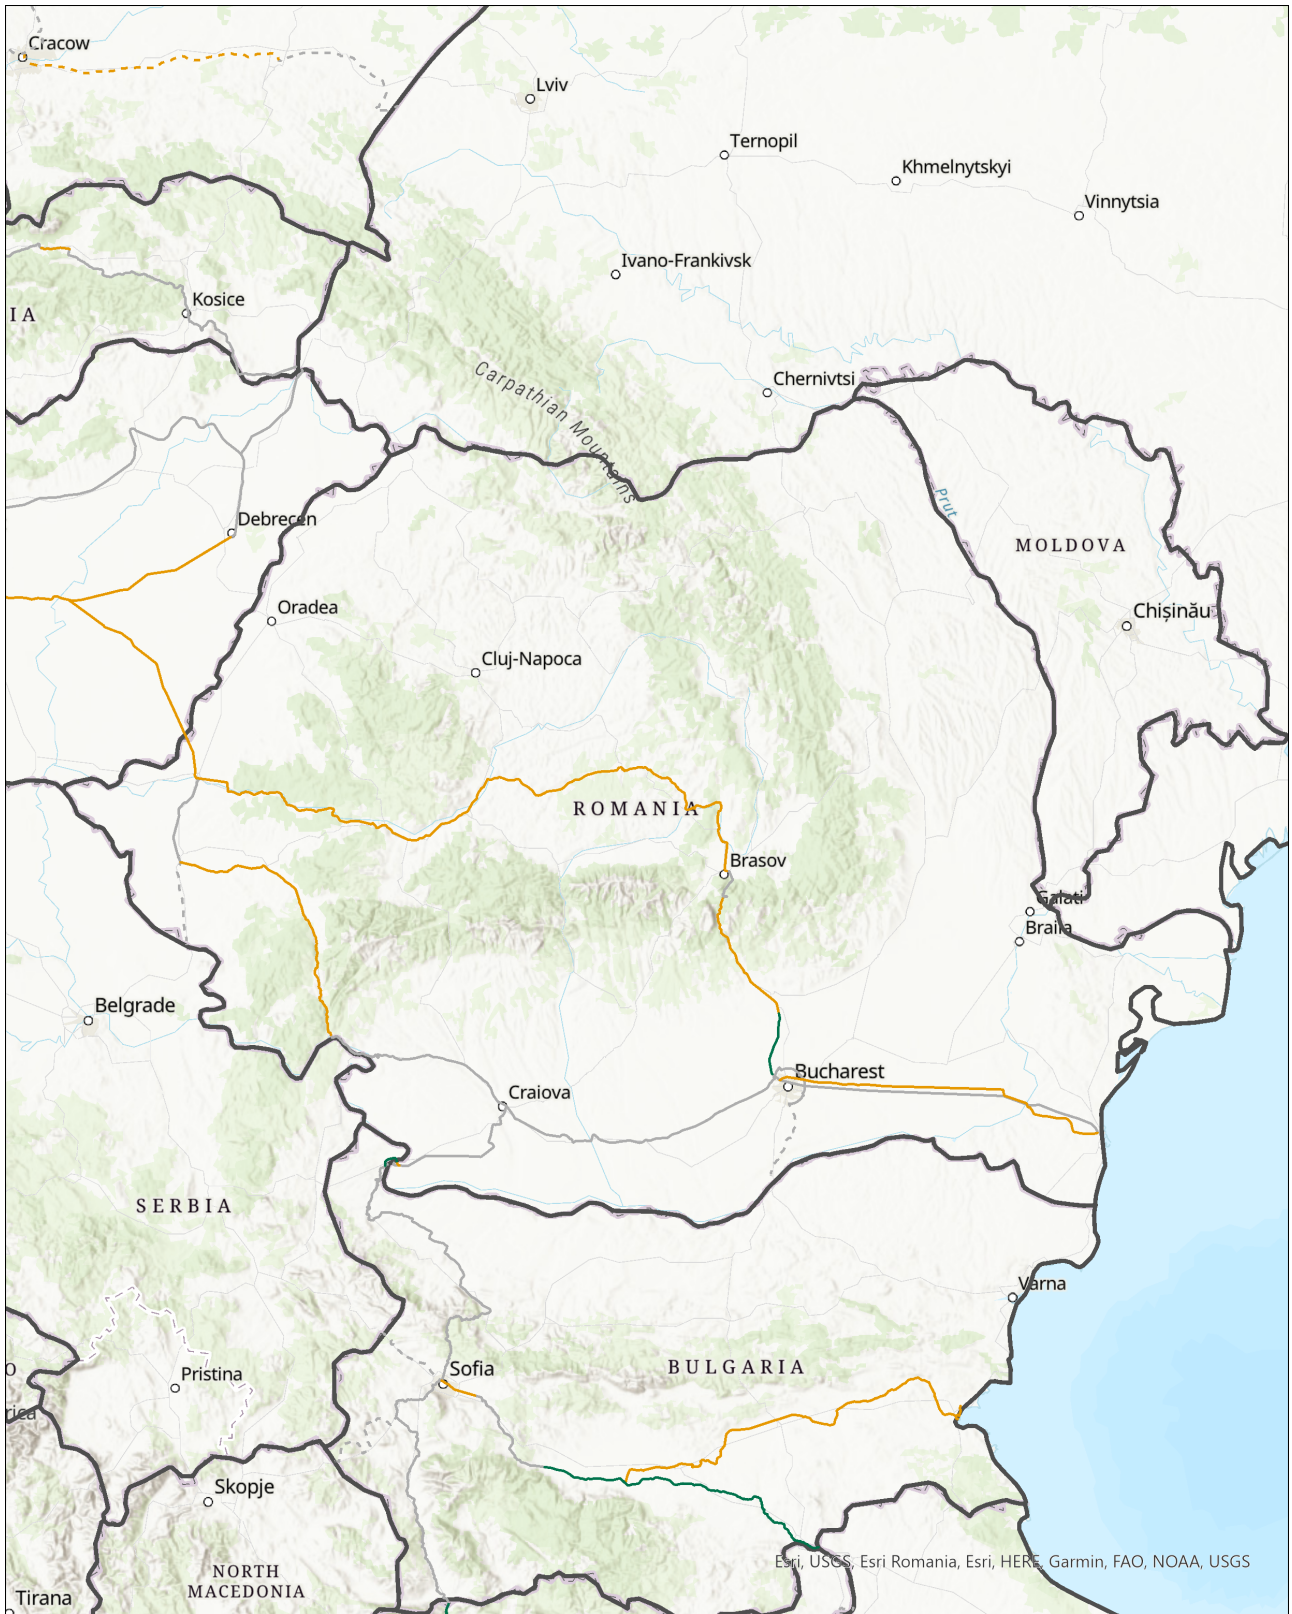 Cracow
Lviv
Ternopil
Khmelnytskyi
Vinnytsia
Ivano-Frankivsk
Kosice
IA
Carpathian Mountains
Chernivtsi
Prut
Debrecen
MOLDOVA
Oradea
Chișinău
Cluj-Napoca
ROMANIA
Brasov
Galati
Braila
Belgrade
Bucharest
Craiova
SERBIA
Varna
Pristina
Sofia
BULGARIA
O
rica
Skopje
NORTH
MACEDONIA
Tirana
Esri, USGS, Esri Romania, Esri, HERE, Garmin, FAO, NOAA, USGS